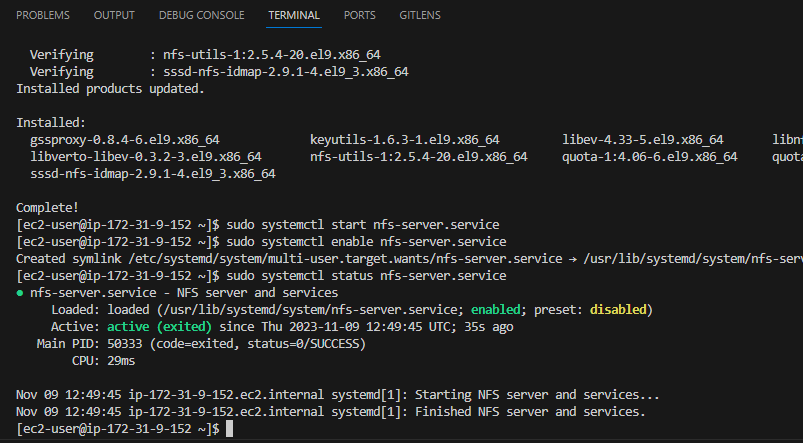 PROBLEMS OUTPUT DEBUG CONSOLE TERMINAL PORTS GITLENS
Verifying : nfs-utils-1:2.5.4-20.el9.x86_64
Verifying : sssd-nfs-idmap-2.9.1-4.el9_3.x86_64
Installed products updated.
Installed:
gssproxy-0.8.4-6.el9.x86_64 keyutils-1.6.3-1.el9.x86_64 libev-4.33-5.el9.x86_64
libverto-libev-0.3.2-3.el9.x86_64 nfs-utils-1:2.5.4-20.el9.x86_64 quota-1:4.06-6.el9.x86_64 quota
sssd-nfs-idmap-2.9.1-4.el9_3.x86_64
Complete!
[ec2-user@ip-172-31-9-152 ~]$ sudo systemctl start nfs-server.service
[ec2-user@ip-172-31-9-152 ~]$ sudo systemctl enable nfs-server.service
Created symlink /etc/systemd/system/multi-user.target.wants/nfs-server.service → /usr/lib/systemd/system/nfs-serv
[ec2-user@ip-172-31-9-152 ~]$ sudo systemctl status nfs-server.service
● nfs-server.service - NFS server and services
Loaded: loaded (/usr/lib/systemd/system/nfs-server.service; enabled; preset: disabled)
Active: active (exited) since Thu 2023-11-09 12:49:45 UTC; 35s ago
Main PID: 50333 (code=exited, status=0/SUCCESS)
CPU: 29ms
Nov 09 12:49:45 ip-172-31-9-152.ec2.internal systemd[1]: Starting NFS server and services...
Nov 09 12:49:45 ip-172-31-9-152.ec2.internal systemd[1]: Finished NFS server and services.
[ec2-user@ip-172-31-9-152 ~]$